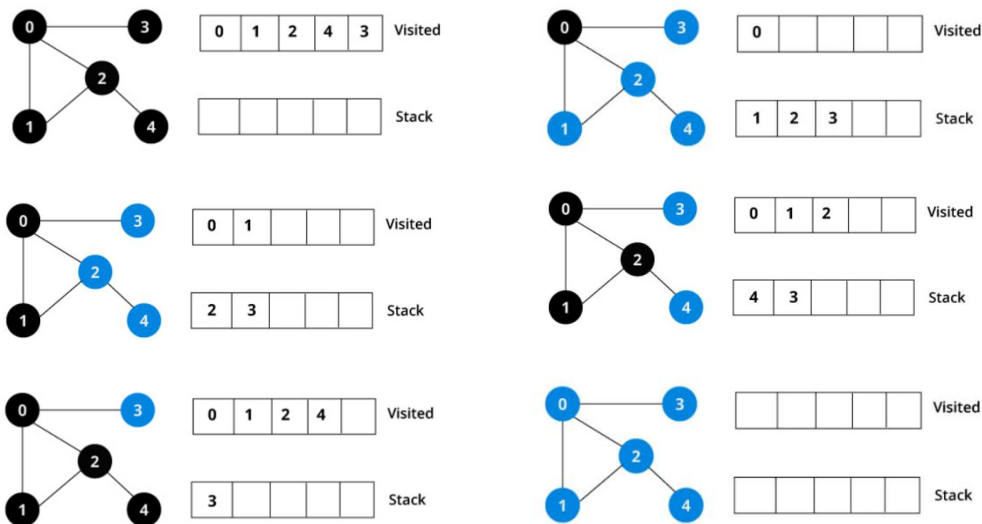 0 3 0 1 2 4 3 Visited
2
1 4 Stack
0 3 0 Visited
2
1 4 1 2 3 Stack
0 3 0 1 Visited
2
1 4 2 3 Stack
0 3 0 1 2 Visited
2
1 4 4 3 Stack
0 3 0 1 2 4 Visited
2
1 4 3 Stack
0 3 Visited
2
1 4 Stack